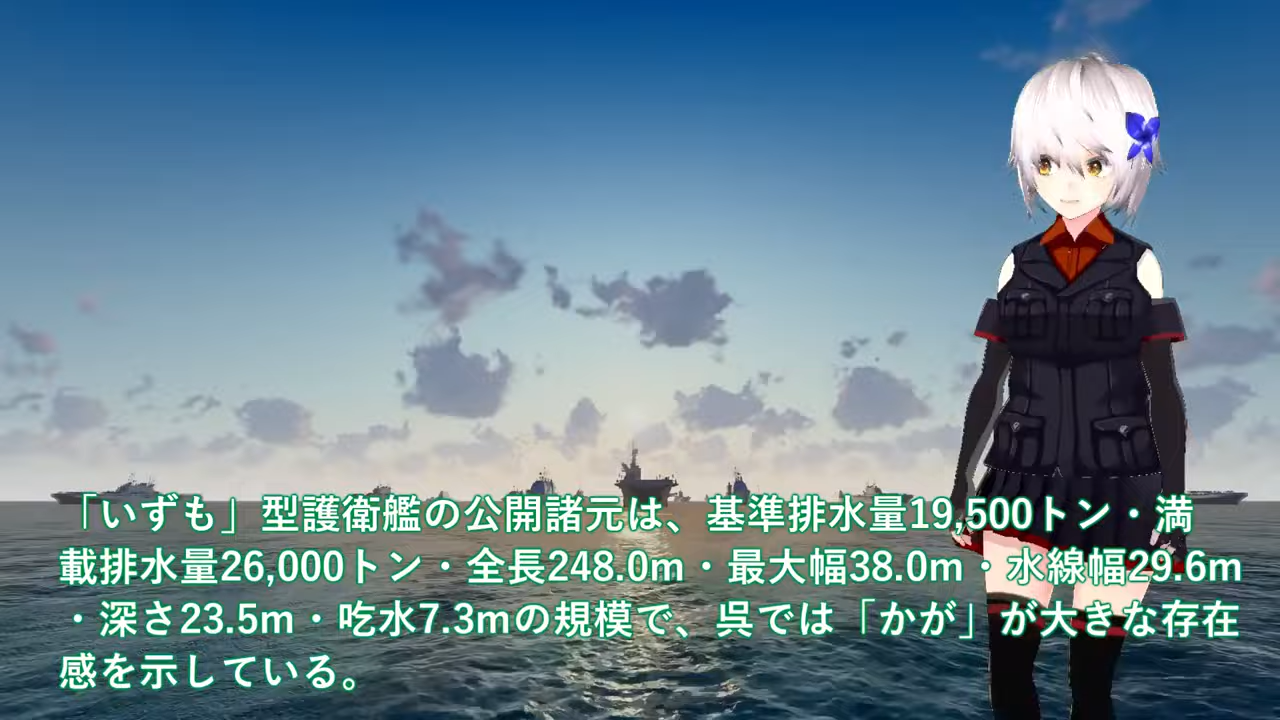 「いずも」型護衛艦の公開諸元は、基準排水量19,500トン・満
載排水量26,000トン・全長248.0m・最大幅38.0m・水線幅29.6m
・深さ23.5m・吃水7.3mの規模で、呉では「かが」が大きな存在
感を示している。